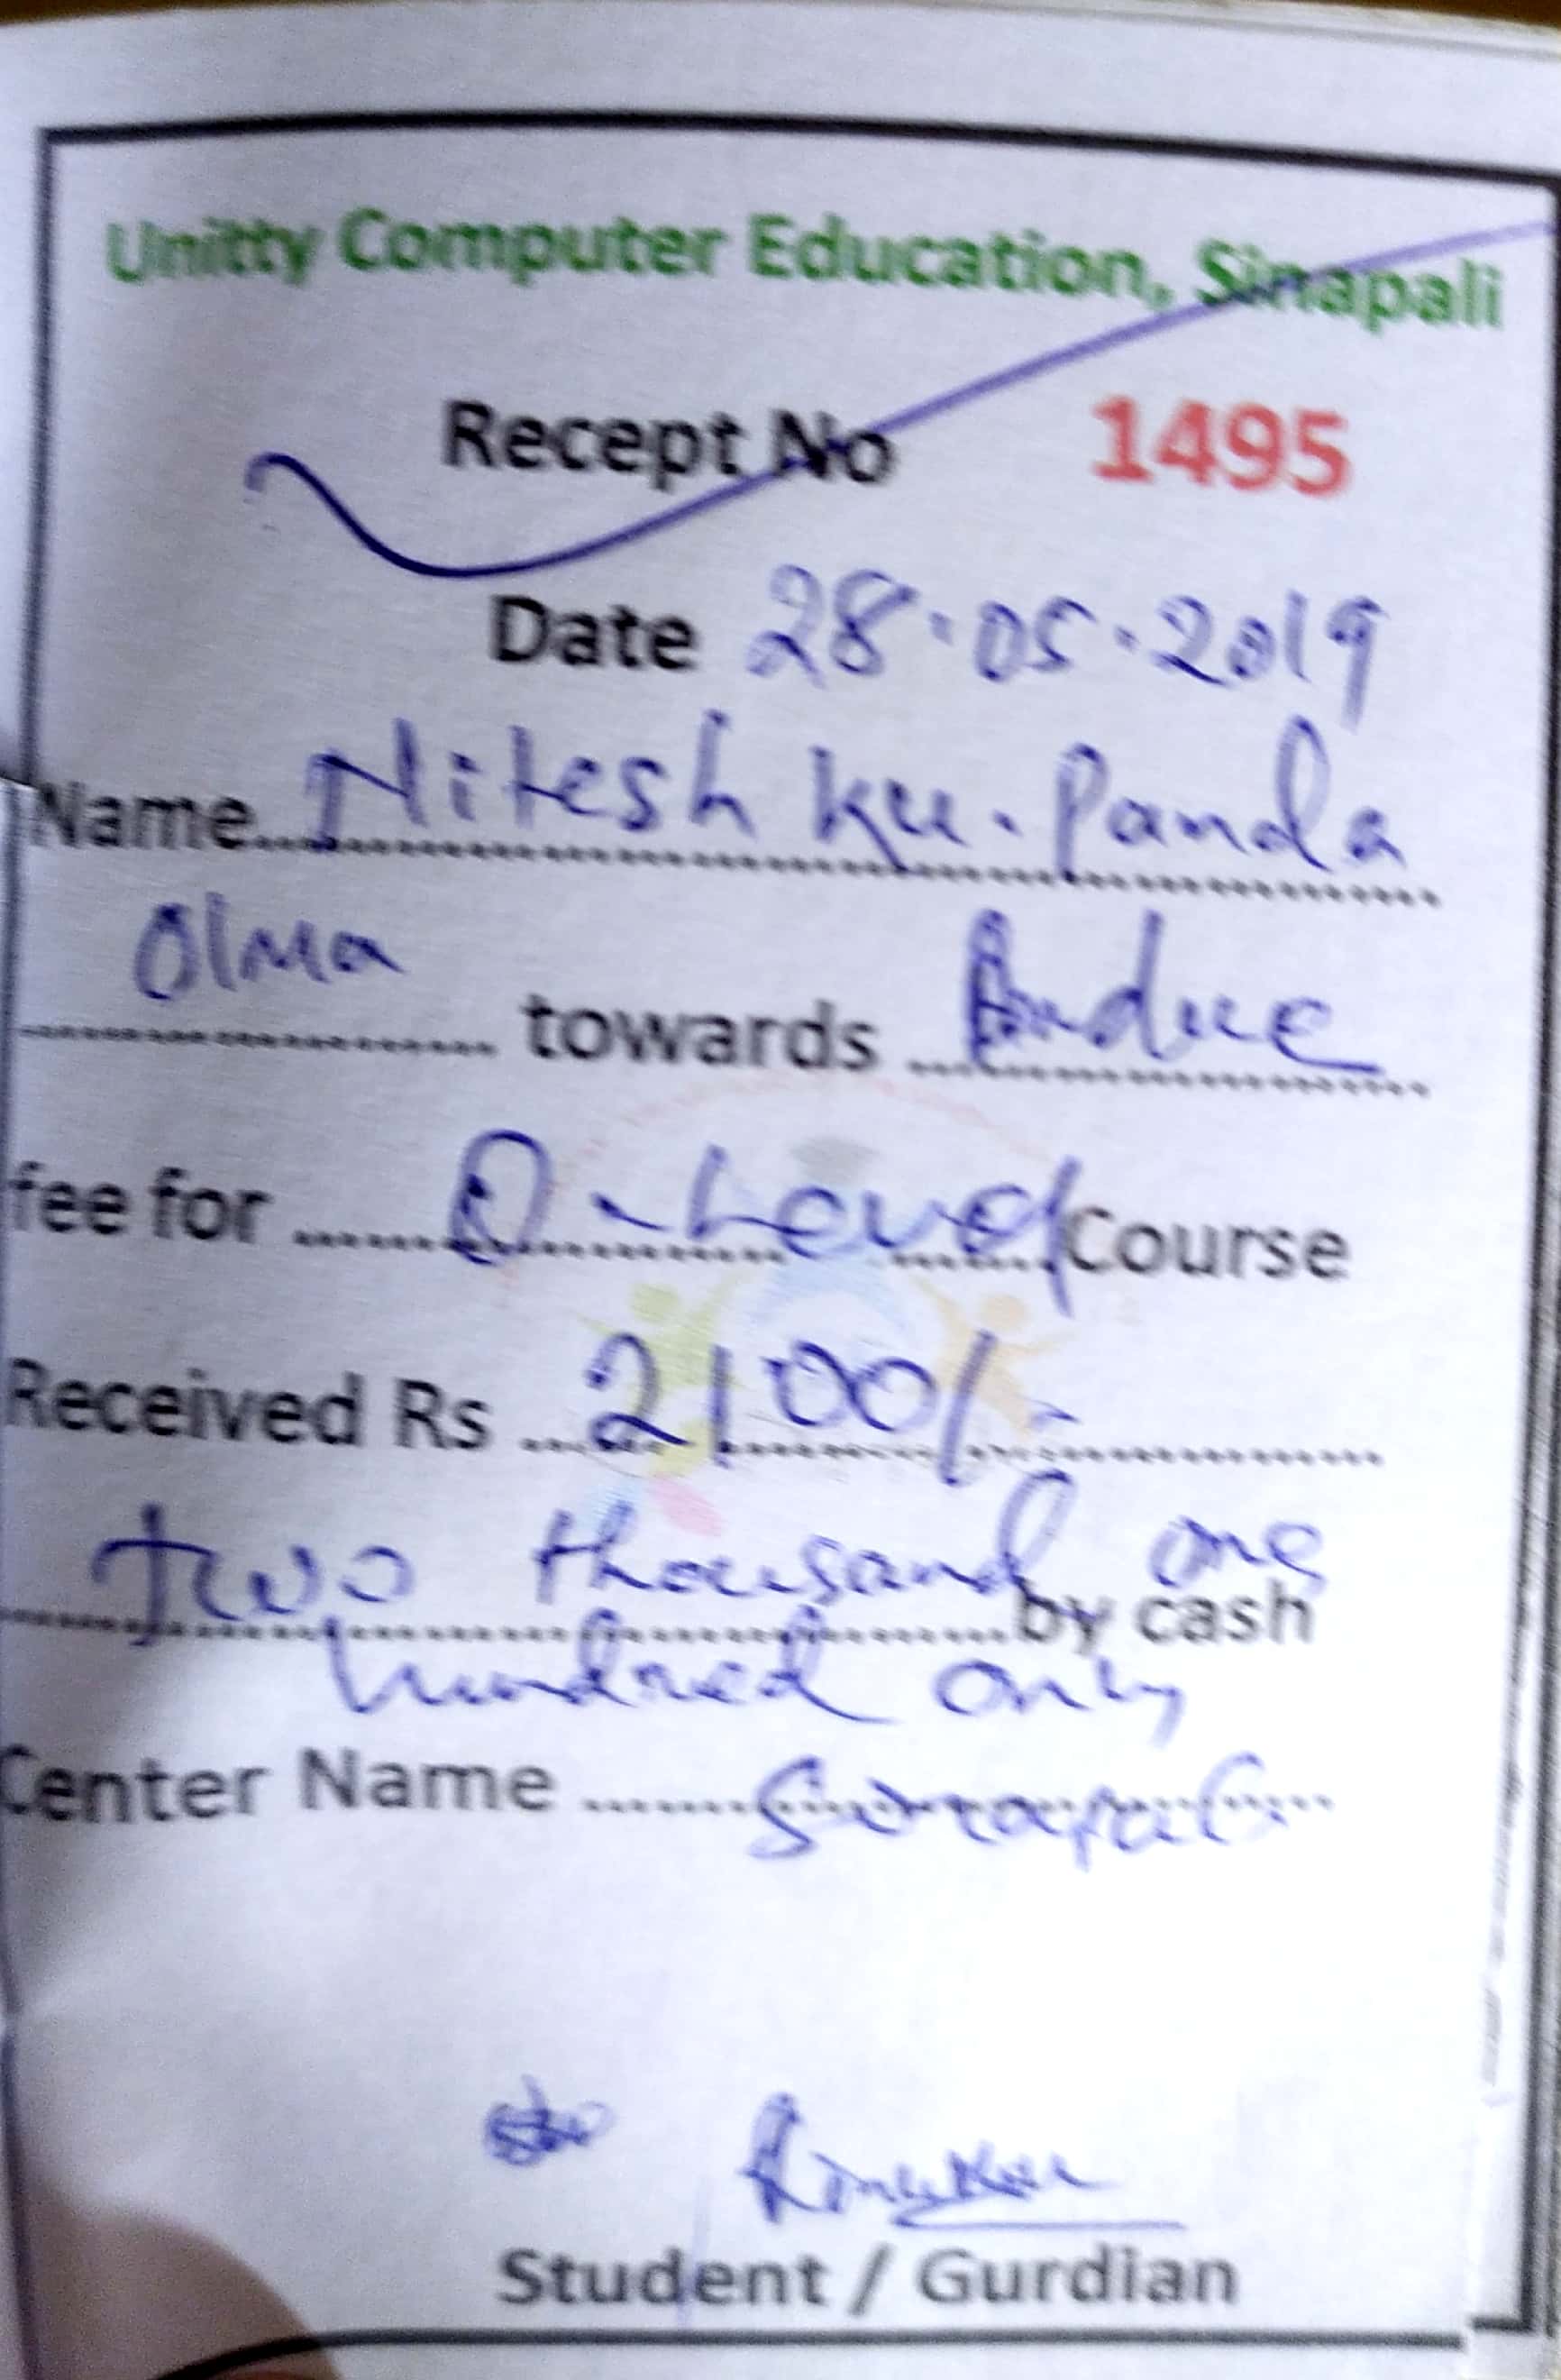 Unitty Computer Education, Sinapali
Recept No 1495
Date 28.05.2019
Name Nitesh Ku. Panda
Olma towards
fee for O-Level Course
Received Rs 2100/-
two thousand one
by cash
hundred only
Center Name Sinapali
Student / Gurdian